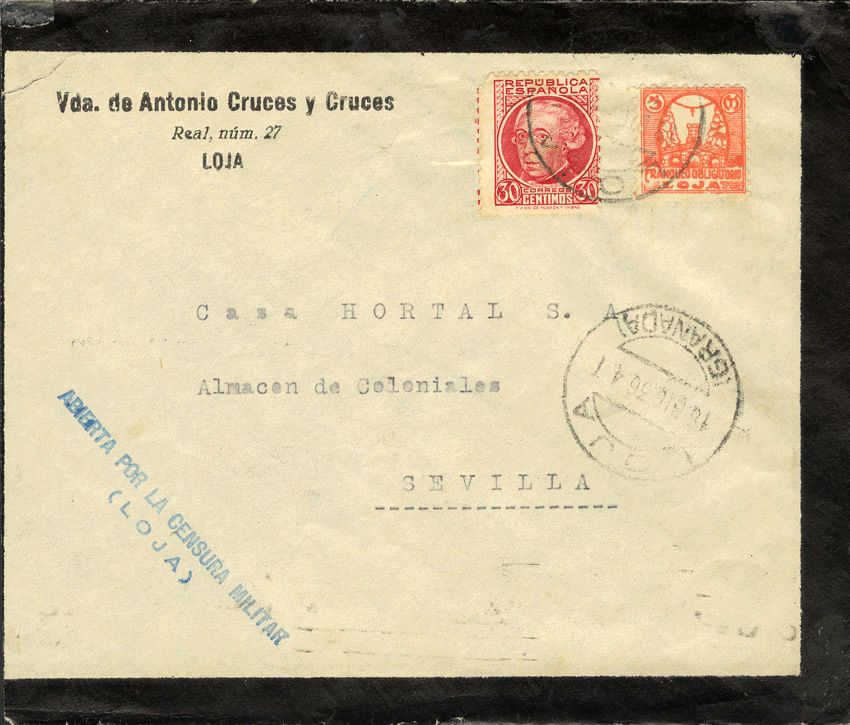 Vda. de Antonio Cruces y Cruces
Real, núm. 27
LOJA
REPUBLICA
ESPAÑOLA
30 CORREOS 30
CENTIMOS
FRANQUEO OBLIGATORIO
LOJA
Casa HORTAL S. A.
Almacen de Coloniales
SEVILLA
LOJA
(GRANADA)
ABIERTA POR LA CENSURA MILITAR
(LOJA)